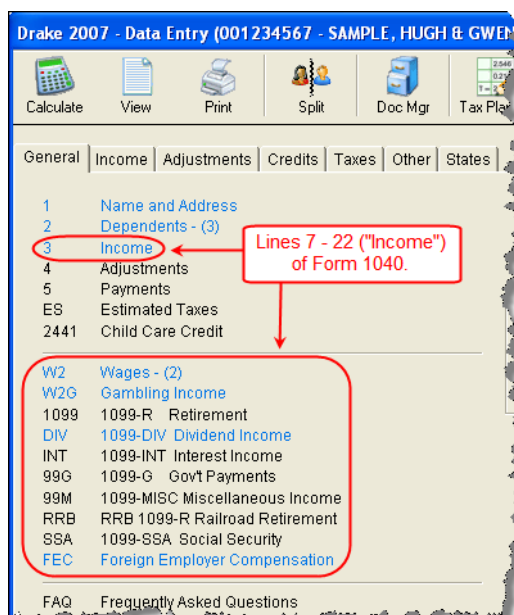 Drake 2007 - Data Entry (001234567 - SAMPLE, HUGH & GWEN
Calculate View Print Split Doc Mgr Tax Plan
General Income Adjustments Credits Taxes Other States
1 Name and Address
2 Dependents - (3)
3 Income
Lines 7 - 22 ("Income")
of Form 1040.
4 Adjustments
5 Payments
ES Estimated Taxes
2441 Child Care Credit
W2 Wages - (2)
W2G Gambling Income
1099 1099-R Retirement
DIV 1099-DIV Dividend Income
INT 1099-INT Interest Income
99G 1099-G Gov't Payments
99M 1099-MISC Miscellaneous Income
RRB RRB 1099-R Railroad Retirement
SSA 1099-SSA Social Security
FEC Foreign Employer Compensation
FAQ Frequently Asked Questions